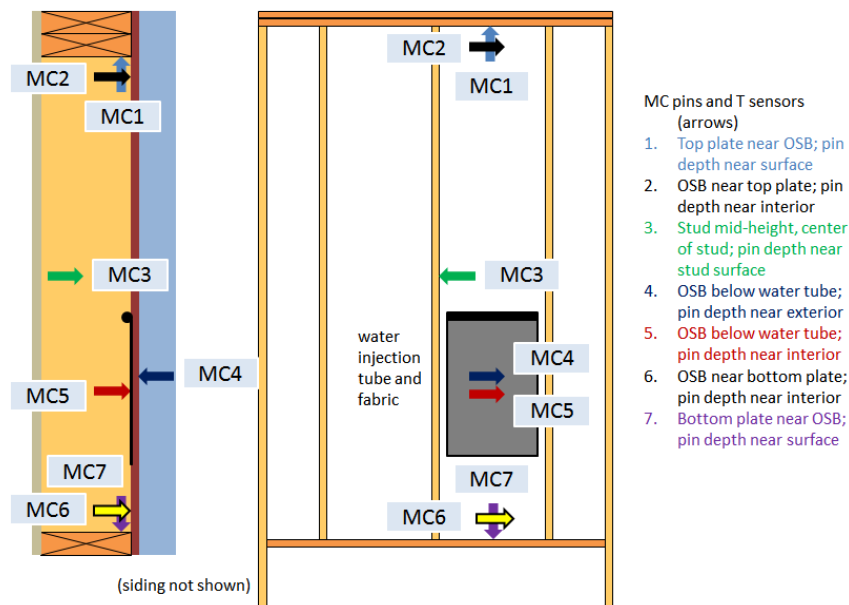 MC2
MC1
MC3
MC5
MC4
MC7
MC6
(siding not shown)
MC2
MC1
MC3
water
injection
tube and
fabric
MC4
MC5
MC7
MC6
MC pins and T sensors
(arrows)
1. Top plate near OSB; pin
depth near surface
2. OSB near top plate; pin
depth near interior
3. Stud mid-height, center
of stud; pin depth near
stud surface
4. OSB below water tube;
pin depth near exterior
5. OSB below water tube;
pin depth near interior
6. OSB near bottom plate;
pin depth near interior
7. Bottom plate near OSB;
pin depth near surface